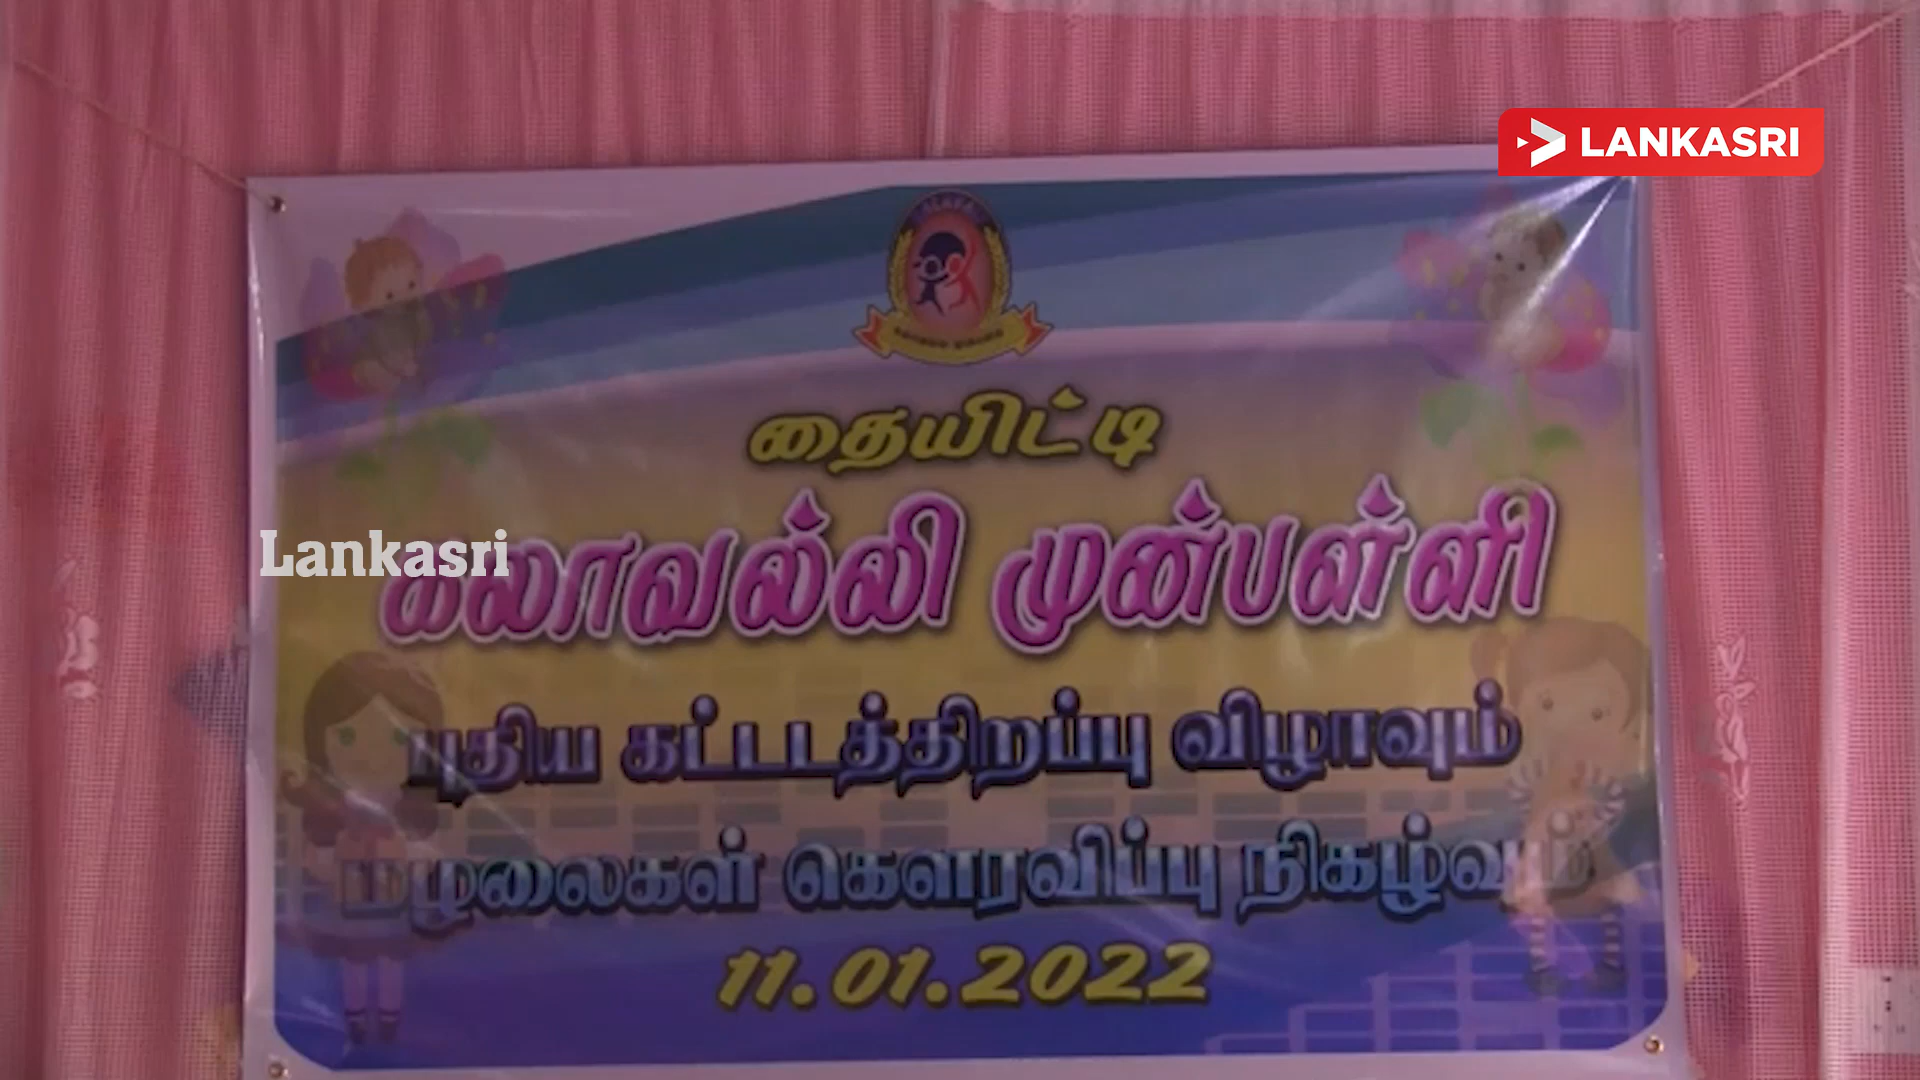 LANKASRI
தையிட்டி
Lankasri
கலாவல்லி முன்பள்ளி
புதிய கட்டடத்திறப்பு விழாவும்
மழலைகள் கௌரவிப்பு நிகழ்வும்
11.01.2022